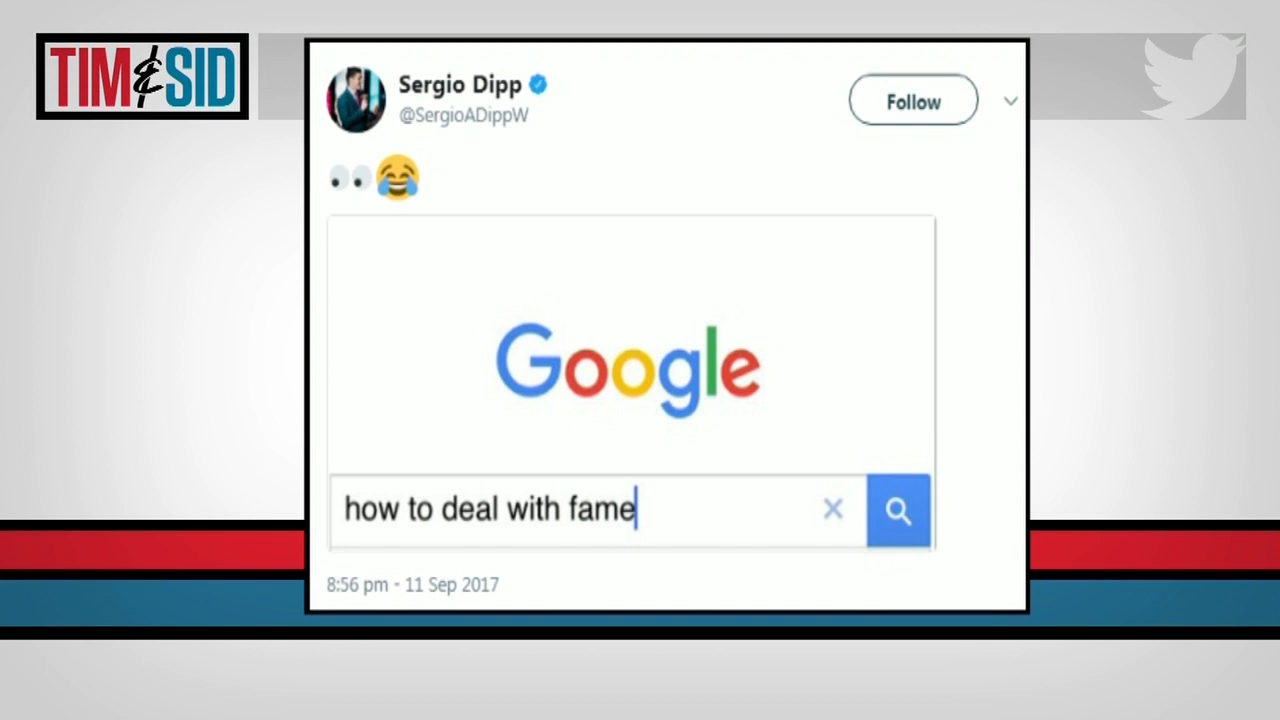 TIM & SID
Sergio Dipp
@SergioADippW
Follow
👀😂
Google
how to deal with fame
8:56 pm - 11 Sep 2017